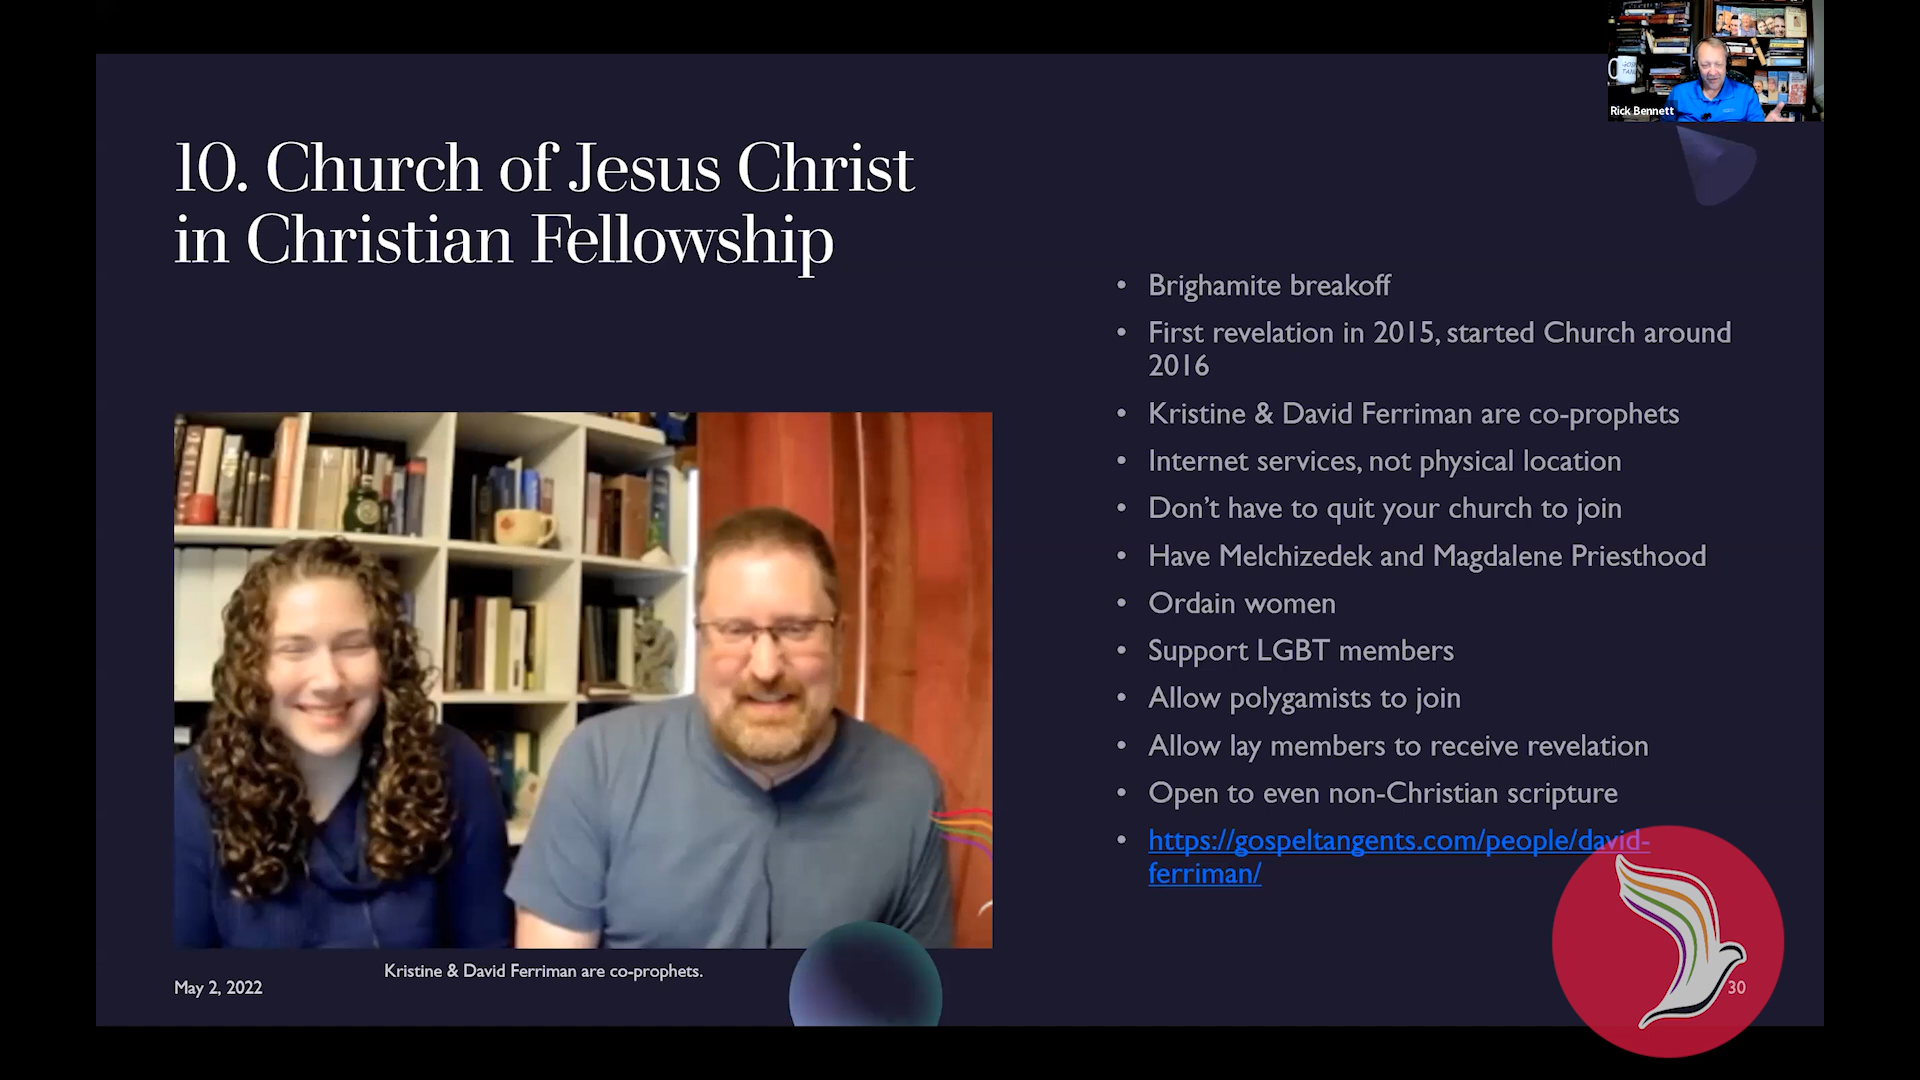 Rick Bennett
10. Church of Jesus Christ
in Christian Fellowship
• Brighamite breakoff
• First revelation in 2015, started Church around
2016
• Kristine & David Ferriman are co-prophets
• Internet services, not physical location
• Don't have to quit your church to join
• Have Melchizedek and Magdalene Priesthood
• Ordain women
• Support LGBT members
• Allow polygamists to join
• Allow lay members to receive revelation
• Open to even non-Christian scripture
• https://gospeltangents.com/people/david-
ferriman/
Kristine & David Ferriman are co-prophets.
May 2, 2022
30